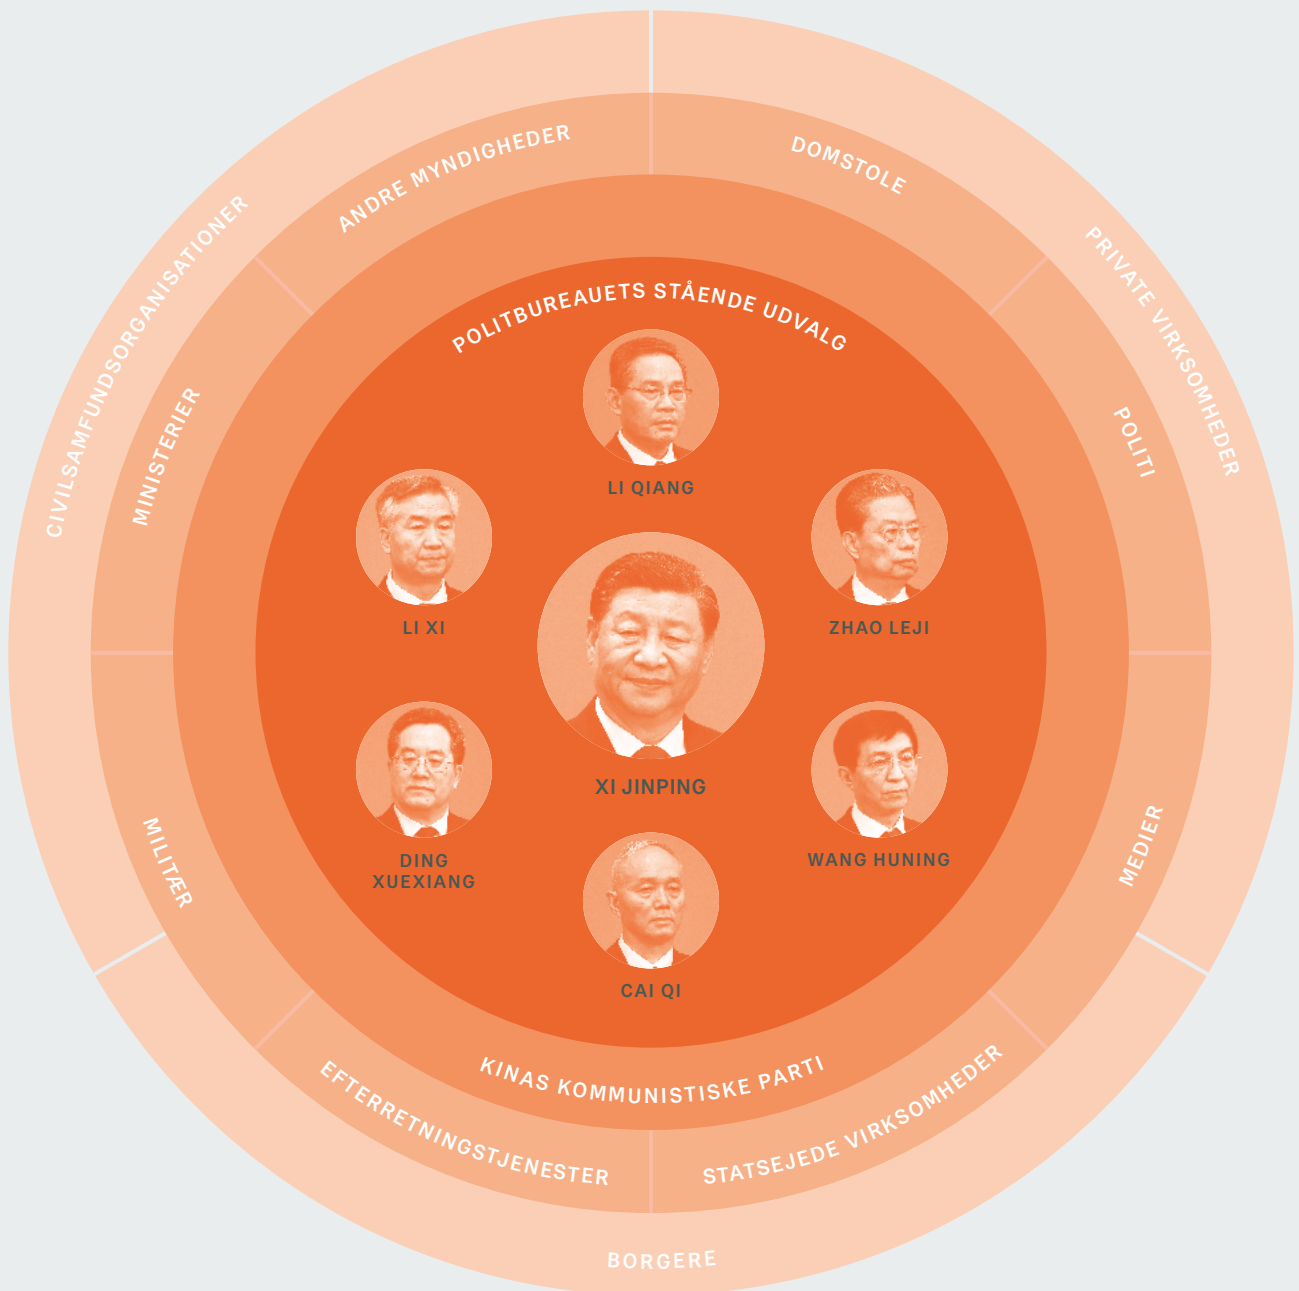 ANDRE MYNDIGHEDER
DOMSTOLE
CIVILSAMFUNDSORGANISATIONER
PRIVATE VIRKSOMHEDER
POLITBUREAUETS STÅENDE UDVALG
MINISTERIER
POLITI
LI QIANG
LI XI
ZHAO LEJI
XI JINPING
MILITÆR
MEDIER
DING
XUEXIANG
WANG HUNING
CAI QI
KINAS KOMMUNISTISKE PARTI
EFTERRETNINGSTJENESTER
STATSEJEDE VIRKSOMHEDER
BORGERE